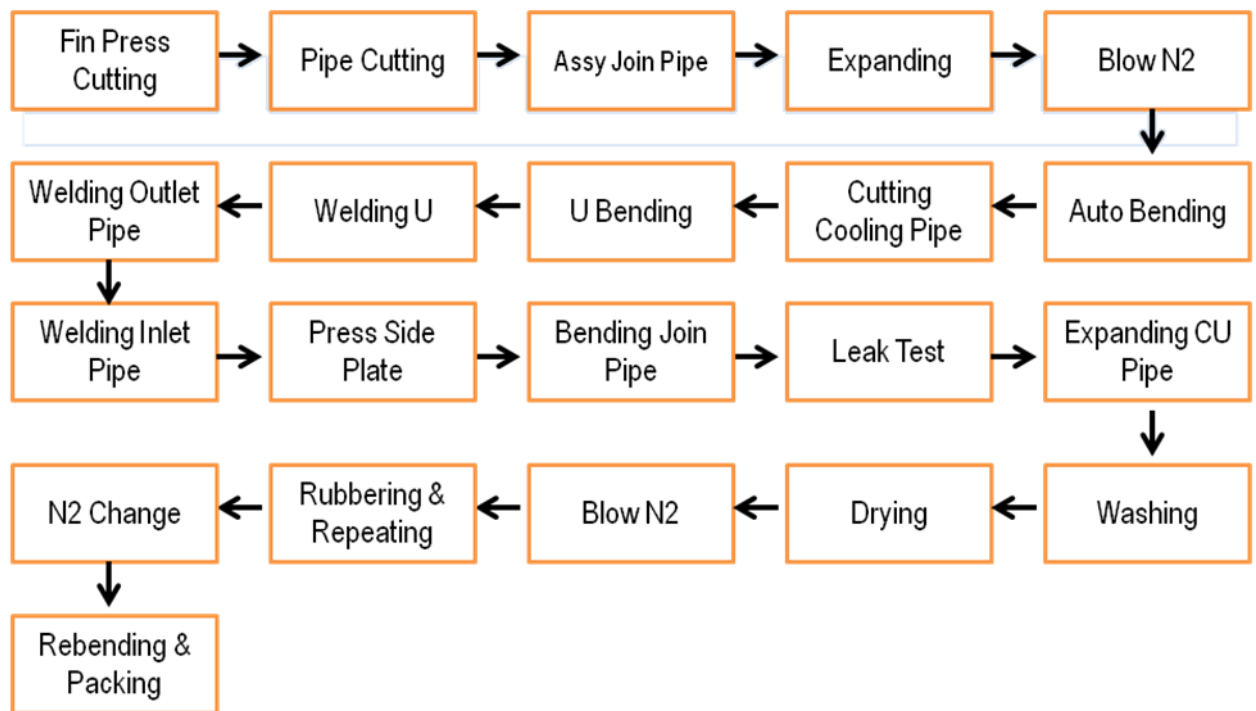 Fin Press
Cutting
Pipe Cutting
Assy Join Pipe
Expanding
Blow N2
Auto Bending
Cutting
Cooling Pipe
U Bending
Welding U
Welding Outlet
Pipe
Welding Inlet
Pipe
Press Side
Plate
Bending Join
Pipe
Leak Test
Expanding CU
Pipe
Washing
Drying
Blow N2
Rubbering &
Repeating
N2 Change
Rebending &
Packing